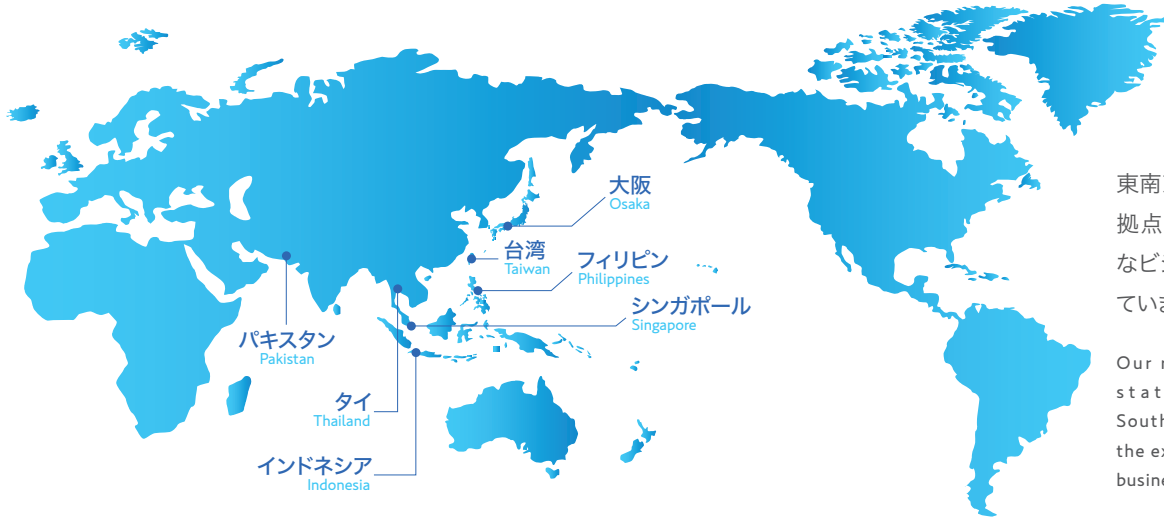 大阪
Osaka
台湾
Taiwan
フィリピン
Philippines
シンガポール
Singapore
パキスタン
Pakistan
タイ
Thailand
インドネシア
Indonesia
東南
拠点
なビ
ていま
Our
stat
South
the
busine